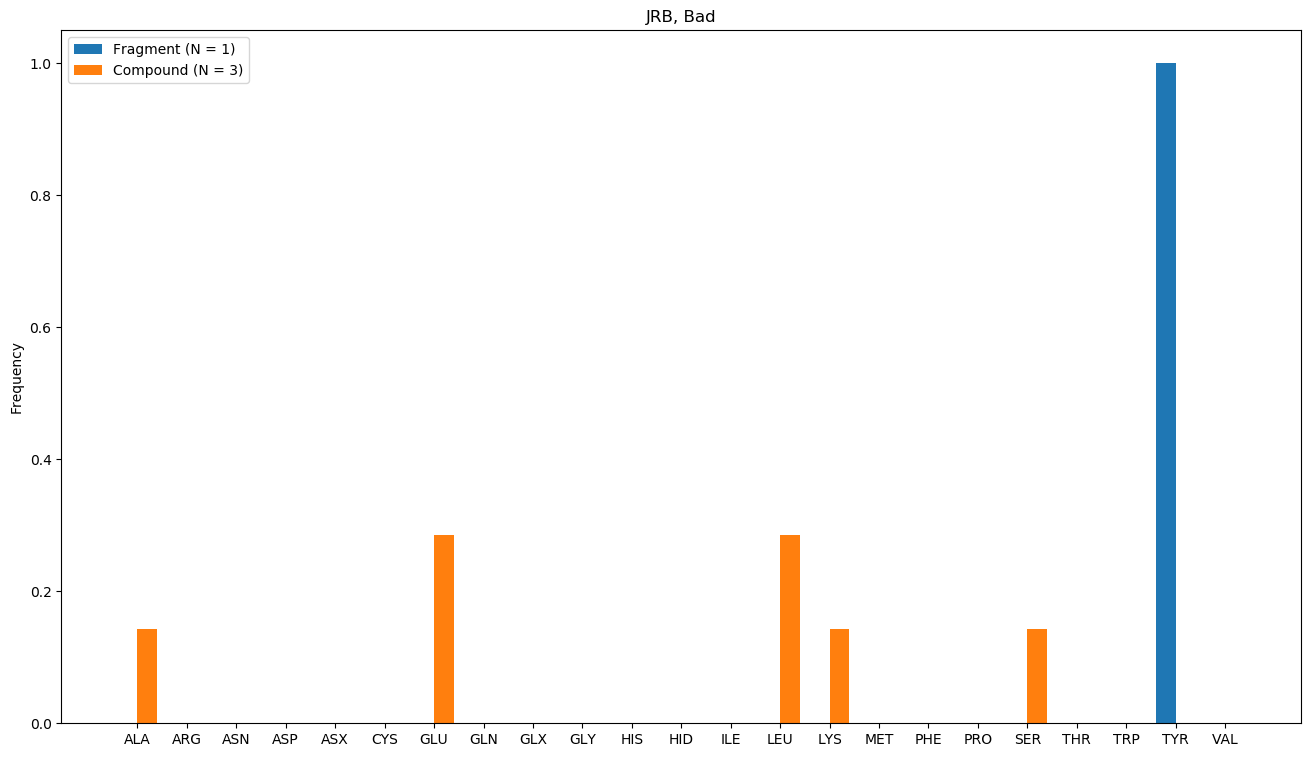 JRB, Bad
Fragment (N = 1)
Compound (N = 3)
Frequency
1.0
0.8
0.6
0.4
0.2
0.0
ALA ARG ASN ASP ASX CYS GLU GLN GLX GLY HIS HID ILE LEU LYS MET PHE PRO SER THR TRP TYR VAL